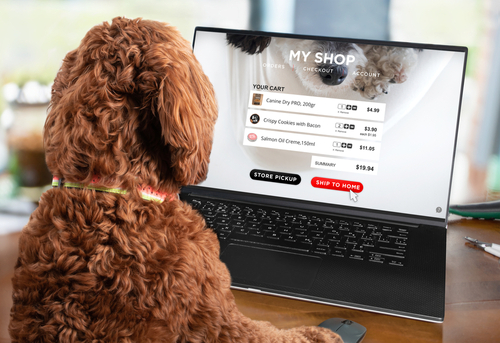 MY SHOP
ORDERS CHECKOUT ACCOUNT
YOUR CART
Canine Dry PRO, 200gr $4.99
Crispy Cookies with Bacon $3.90
Salmon Oil Creme,150ml $11.05
SUMMARY $19.94
STORE PICKUP SHIP TO HOME